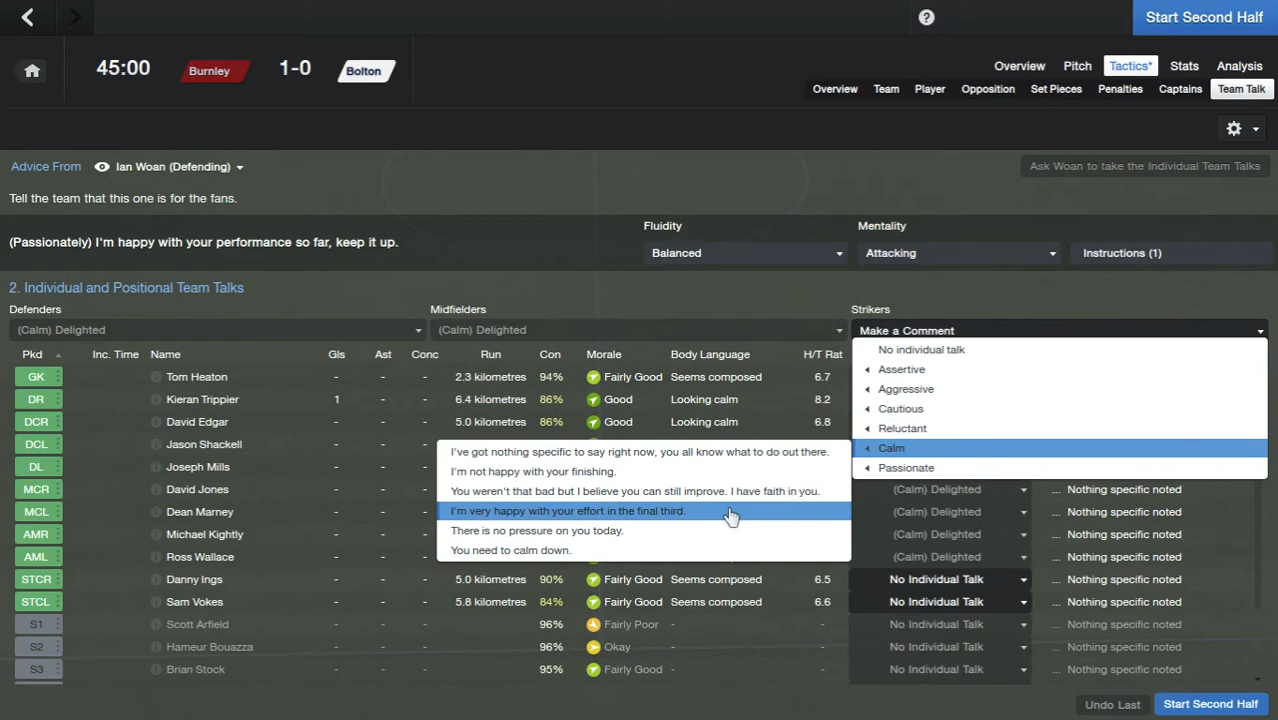 Start Second Half
45:00
Burnley
1-0
Bolton
Overview Pitch Tactics* Stats Analysis
Overview Team Player Opposition Set Pieces Penalties Captains Team Talk
Advice From Ian Woan (Defending)
Ask Woan to take the Individual Team Talks
Tell the team that this one is for the fans.
Fluidity Mentality
(Passionately) I'm happy with your performance so far, keep it up.
Balanced Attacking Instructions (1)
2. Individual and Positional Team Talks
Defenders Midfielders Strikers
(Calm) Delighted (Calm) Delighted Make a Comment
No individual talk
Assertive
Aggressive
Cautious
Reluctant
Calm
Passionate
I've got nothing specific to say right now, you all know what to do out there.
I'm not happy with your finishing.
You weren't that bad but I believe you can still improve. I have faith in you.
I'm very happy with your effort in the final third.
There is no pressure on you today.
You need to calm down.
Pkd Inc. Time Name Gls Ast Conc Run Con Morale Body Language H/T Rat
GK Tom Heaton - - - 2.3 kilometres 94% Fairly Good Seems composed 6.7
DR Kieran Trippier 1 - - 6.4 kilometres 86% Good Looking calm 8.2
DCR David Edgar - - - 5.0 kilometres 86% Good Looking calm 6.8
DCL Jason Shackell
DL Joseph Mills
MCR David Jones (Calm) Delighted ... Nothing specific noted
MCL Dean Marney (Calm) Delighted ... Nothing specific noted
AMR Michael Kightly (Calm) Delighted ... Nothing specific noted
AML Ross Wallace (Calm) Delighted ... Nothing specific noted
STCR Danny Ings - - - 5.0 kilometres 90% Fairly Good Seems composed 6.5 No Individual Talk ... Nothing specific noted
STCL Sam Vokes - - - 5.8 kilometres 84% Fairly Good Seems composed 6.6 No Individual Talk ... Nothing specific noted
S1 Scott Arfield - - - 96% Fairly Poor - - No Individual Talk ... Nothing specific noted
S2 Hameur Bouazza - - - 96% Okay - - No Individual Talk ... Nothing specific noted
S3 Brian Stock - - - 95% Fairly Good - - No Individual Talk ... Nothing specific noted
Undo Last Start Second Half